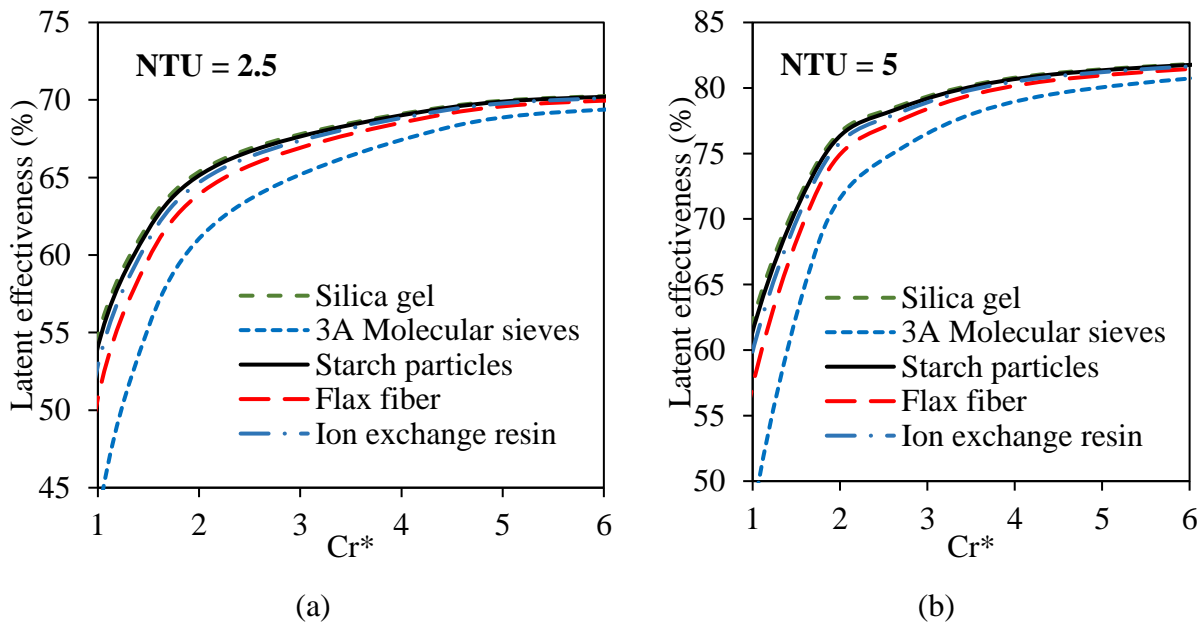 NTU = 2.5
Latent effectiveness (%)
75
70
65
60
55
50
45
Silica gel
3A Molecular sieves
Starch particles
Flax fiber
Ion exchange resin
1 2 3 4 5 6
Cr*
(a)
NTU = 5
Latent effectiveness (%)
85
80
75
70
65
60
55
50
Silica gel
3A Molecular sieves
Starch particles
Flax fiber
Ion exchange resin
1 2 3 4 5 6
Cr*
(b)